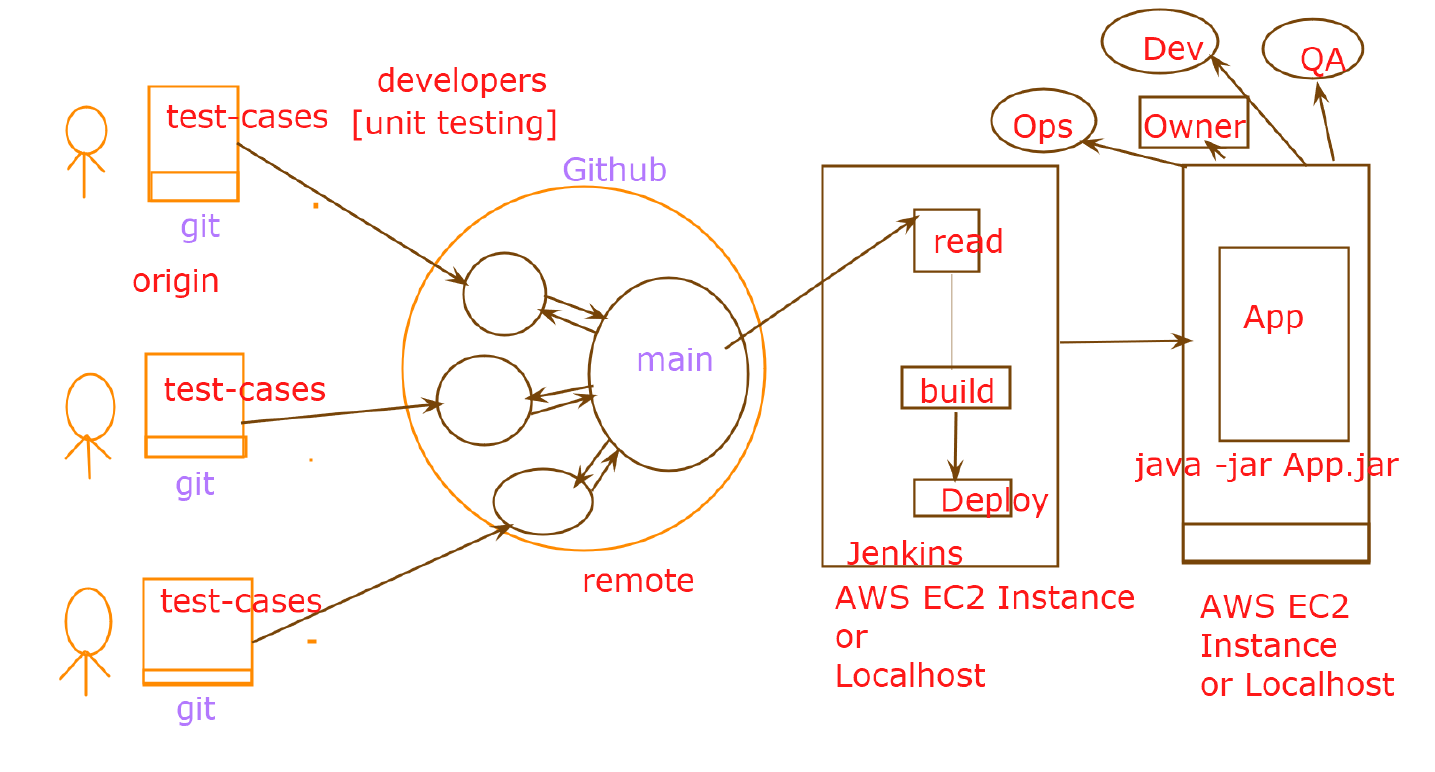 developers
[unit testing]
test-cases
git
origin
test-cases
git
test-cases
git
Github
main
remote
read
build
Deploy
Jenkins
AWS EC2 Instance
or
Localhost
Ops
Dev
Owner
QA
App
java -jar App.jar
AWS EC2
Instance
or Localhost